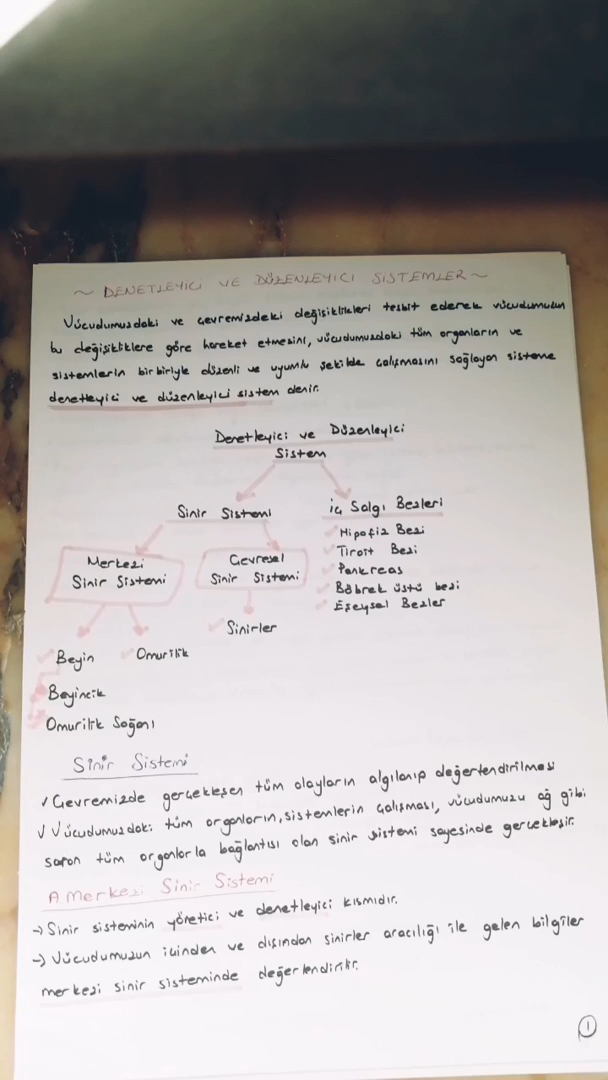 ~ DENETLEYİCİ VE DÜZENLEYİCİ SİSTEMLER ~
Vücudumuzdaki ve çevremizdeki değişiklikleri tesbit ederek vücudumuzun
bu değişikliklere göre hareket etmesini, vücudumuzdaki tüm organların ve
sistemlerin birbiriyle düzenli ve uyumlu şekilde çalışmasını sağlayan sisteme
denetleyici ve düzenleyici sistem denir.
Denetleyici ve Düzenleyici
Sistem
Sinir Sistemi
İç Salgı Bezleri
Hipofiz Bezi
Tiroit Bezi
Pankreas
Böbrek üstü bezi
Eşeysel Bezler
Merkezi
Sinir Sistemi
Çevresel
Sinir Sistemi
Sinirler
Beyin
Omurilik
Beyincik
Omurilik Soğanı
Sinir Sistemi
✓ Çevremizde gerçekleşen tüm olayların algılanıp değerlendirilmesi
✓ Vücudumuzdaki tüm organların, sistemlerin çalışması, vücudumuzu ağ gibi
saran tüm organlarla bağlantısı olan sinir sistemi sayesinde gerçekleşir.
A Merkezi Sinir Sistemi
→ Sinir sisteminin yönetici ve denetleyici kısmıdır.
→ Vücudumuzun içinden ve dışından sinirler aracılığı ile gelen bilgiler
merkezi sinir sisteminde değerlendirilir.
1